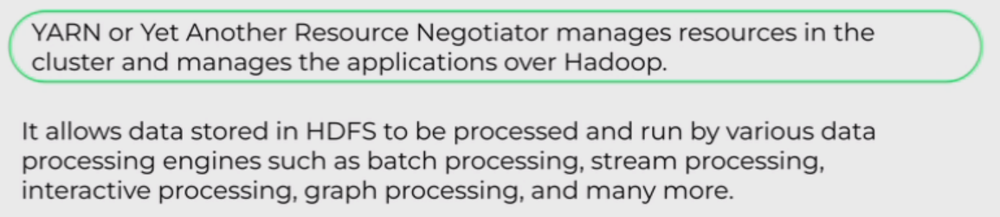 YARN or Yet Another Resource Negotiator manages resources in the
cluster and manages the applications over Hadoop.
It allows data stored in HDFS to be processed and run by various data
processing engines such as batch processing, stream processing,
interactive processing, graph processing, and many more.